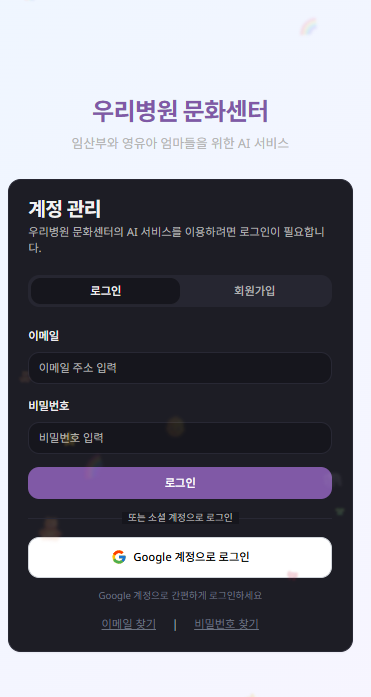 우리병원 문화센터
임산부와 영유아 엄마들을 위한 AI 서비스
계정 관리
우리병원 문화센터의 AI 서비스를 이용하려면 로그인이 필요합니
다.
로그인 회원가입
이메일
이메일 주소 입력
비밀번호
비밀번호 입력
로그인
또는 소셜 계정으로 로그인
Google 계정으로 로그인
Google 계정으로 간편하게 로그인하세요
이메일 찾기 | 비밀번호 찾기